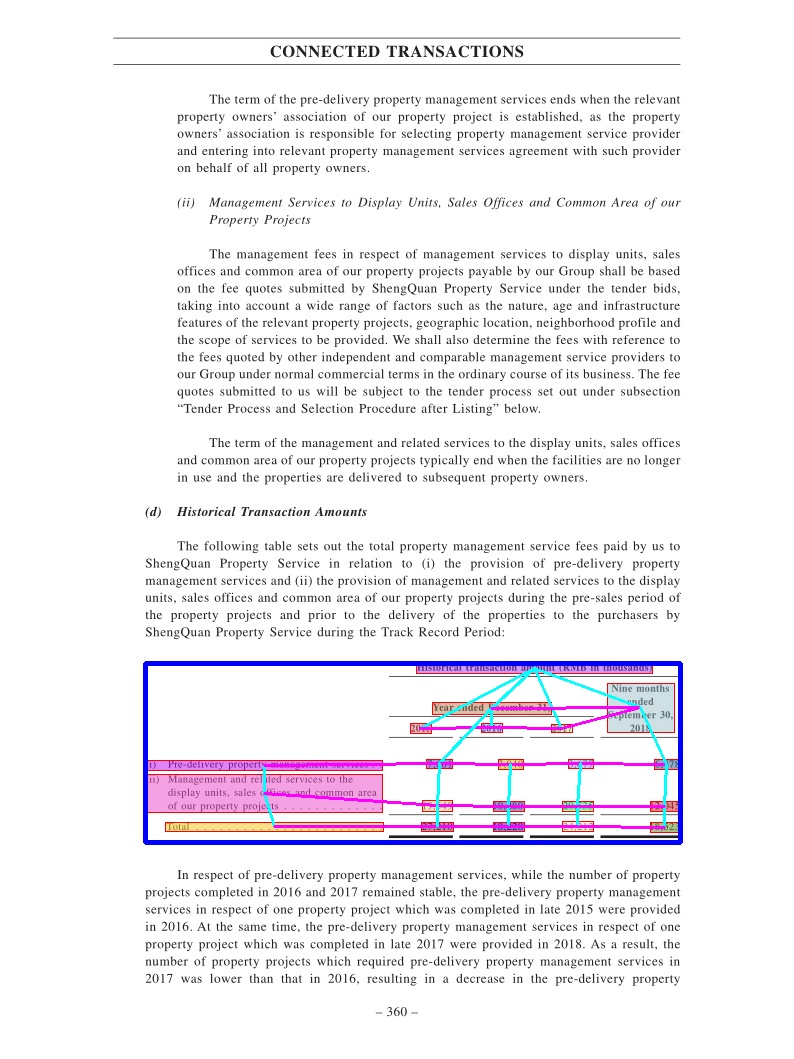 CONNECTED TRANSACTIONS
The term of the pre-delivery property management services ends when the relevant
property owners’ association of our property project is established, as the property
owners’ association is responsible for selecting property management service provider
and entering into relevant property management services agreement with such provider
on behalf of all property owners.
(ii) Management Services to Display Units, Sales Offices and Common Area of our
Property Projects
The management fees in respect of management services to display units, sales
offices and common area of our property projects payable by our Group shall be based
on the fee quotes submitted by ShengQuan Property Service under the tender bids,
taking into account a wide range of factors such as the nature, age and infrastructure
features of the relevant property projects, geographic location, neighborhood profile and
the scope of services to be provided. We shall also determine the fees with reference to
the fees quoted by other independent and comparable management service providers to
our Group under normal commercial terms in the ordinary course of its business. The fee
quotes submitted to us will be subject to the tender process set out under subsection
“Tender Process and Selection Procedure after Listing” below.
The term of the management and related services to the display units, sales offices
and common area of our property projects typically end when the facilities are no longer
in use and the properties are delivered to subsequent property owners.
(d) Historical Transaction Amounts
The following table sets out the total property management service fees paid by us to
ShengQuan Property Service in relation to (i) the provision of pre-delivery property
management services and (ii) the provision of management and related services to the display
units, sales offices and common area of our property projects during the pre-sales period of
the property projects and prior to the delivery of the properties to the purchasers by
ShengQuan Property Service during the Track Record Period:
Historical transaction amount (RMB in thousands)
Nine months
ended
Year ended December 31,
September 30,
2018
i) Pre-delivery property management services
ii) Management and related services to the
display units, sales offices and common area
of our property projects
Total
In respect of pre-delivery property management services, while the number of property
projects completed in 2016 and 2017 remained stable, the pre-delivery property management
services in respect of one property project which was completed in late 2015 were provided
in 2016. At the same time, the pre-delivery property management services in respect of one
property project which was completed in late 2017 were provided in 2018. As a result, the
number of property projects which required pre-delivery property management services in
2017 was lower than that in 2016, resulting in a decrease in the pre-delivery property
– 360 –